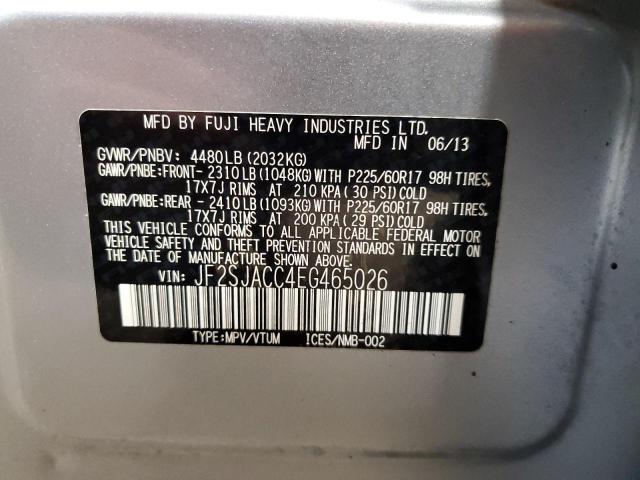 MFD BY FUJI HEAVY INDUSTRIES LTD.
MFD IN 06/13
GVWR/PNBV: 4480LB(2032KG)
GAWR/PNBE:FRONT- 2310LB(1048KG)WITH P225/60R17 98H TIRES,
17X7J RIMS AT 210 KPA(30 PSI)COLD
GAWR/PNBE:REAR - 2410LB(1093KG)WITH P225/60R17 98H TIRES,
17X7J RIMS AT 200 KPA(29 PSI)COLD
THIS VEHICLE CONFORMS TO ALL APPLICABLE FEDERAL MOTOR
VEHICLE SAFETY AND THEFT PREVENTION STANDARDS IN EFFECT ON
THE DATE OF MANUFACTURE SHOWN ABOVE.
VIN: JF2SJACC4EG465026
TYPE:MPV/VTUM ICES/NMB-002